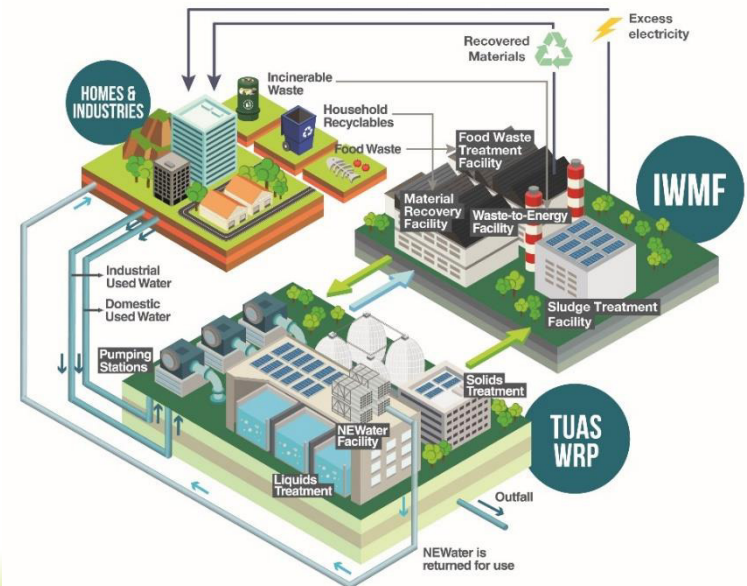 Excess
electricity
Recovered
Materials
HOMES &
INDUSTRIES
Incinerable
Waste
Household
Recyclables
Food Waste
Food Waste
Treatment
Facility
IWMF
Material
Recovery
Facility
Waste-to-Energy
Facility
Industrial
Used Water
Domestic
Used Water
Sludge Treatment
Facility
Pumping
Stations
Solids
Treatment
NEWater
Facility
TUAS
WRP
Liquids
Treatment
Outfall
NEWater is
returned for use